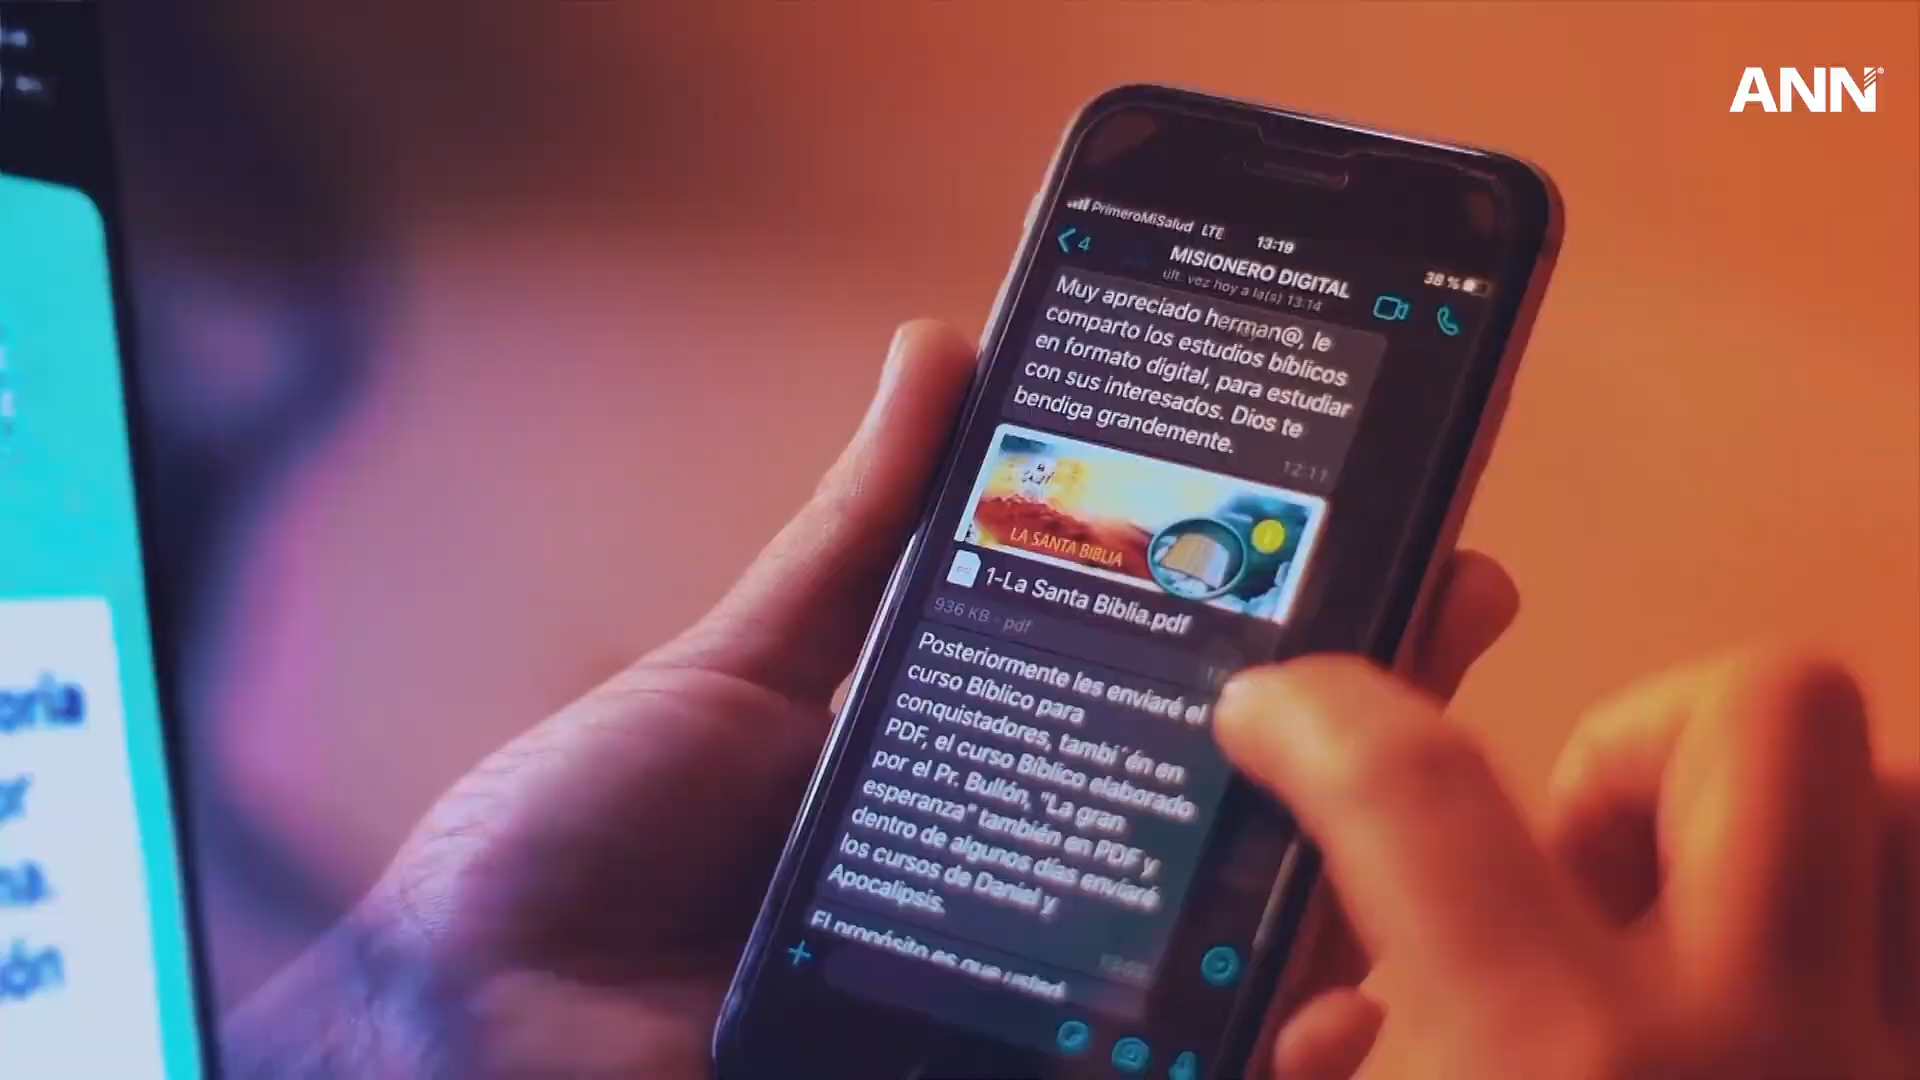 ANN
PrimeroMiSalud LTE 13:19 38 %
4
MISIONERO DIGITAL
últ. vez hoy a la(s) 13:14
Muy apreciado herman@, le
comparto los estudios bíblicos
en formato digital, para estudiar
con sus interesados. Dios te
bendiga grandemente.
12:11
LA SANTA BIBLIA
1-La Santa Biblia.pdf
936 KB · pdf
Posteriormente les enviaré el
curso Bíblico para
conquistadores, tambi´én en
PDF, el curso Bíblico elaborado
por el Pr. Bullón, "La gran
esperanza" también en PDF y
dentro de algunos días enviaré
los cursos de Daniel y
Apocalipsis.
El propósito es que usted